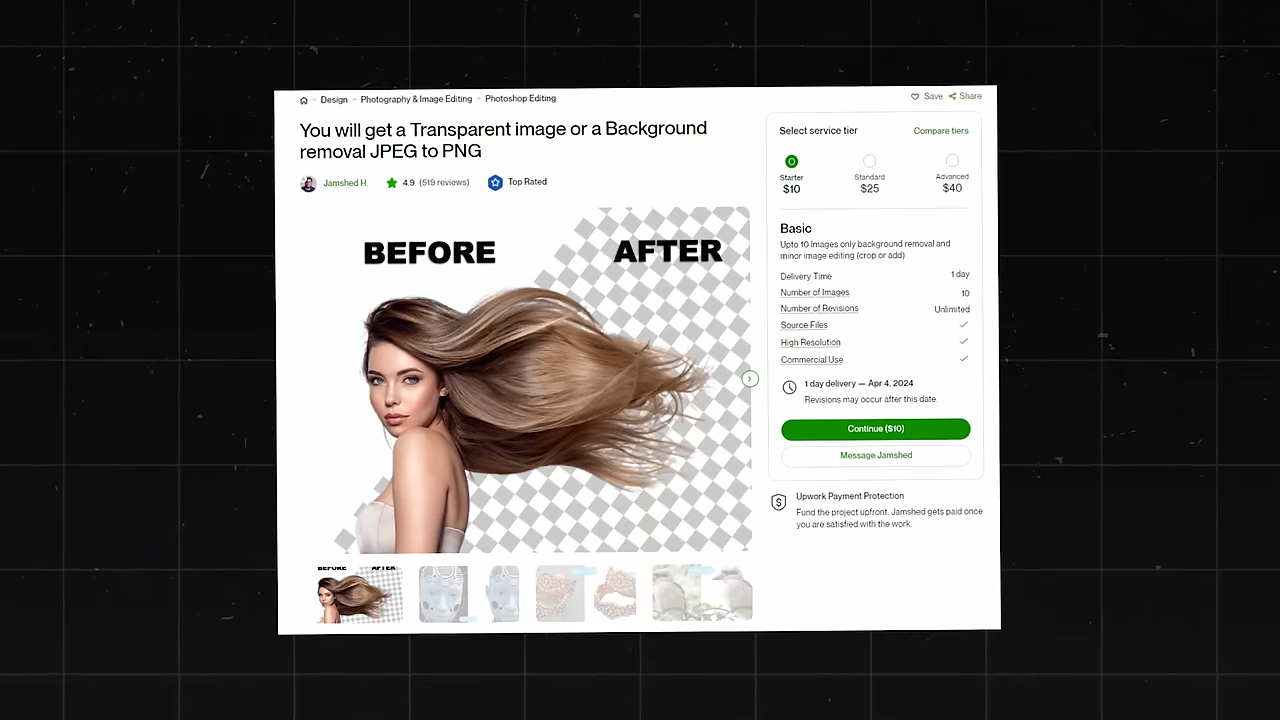 Design
Photography & Image Editing
Photoshop Editing
Save
Share
You will get a Transparent image or a Background
removal JPEG to PNG
Jamshed H.
4.9 (519 reviews)
Top Rated
BEFORE
AFTER
BEFORE
AFTER
Select service tier
Compare tiers
Starter
$10
Standard
$25
Advanced
$40
Basic
Upto 10 Images only background removal and
minor image editing (crop or add)
Delivery Time 1 day
Number of Images 10
Number of Revisions Unlimited
Source Files
High Resolution
Commercial Use
1 day delivery — Apr 4, 2024
Revisions may occur after this date.
Continue ($10)
Message Jamshed
Upwork Payment Protection
Fund the project upfront. Jamshed gets paid once
you are satisfied with the work.